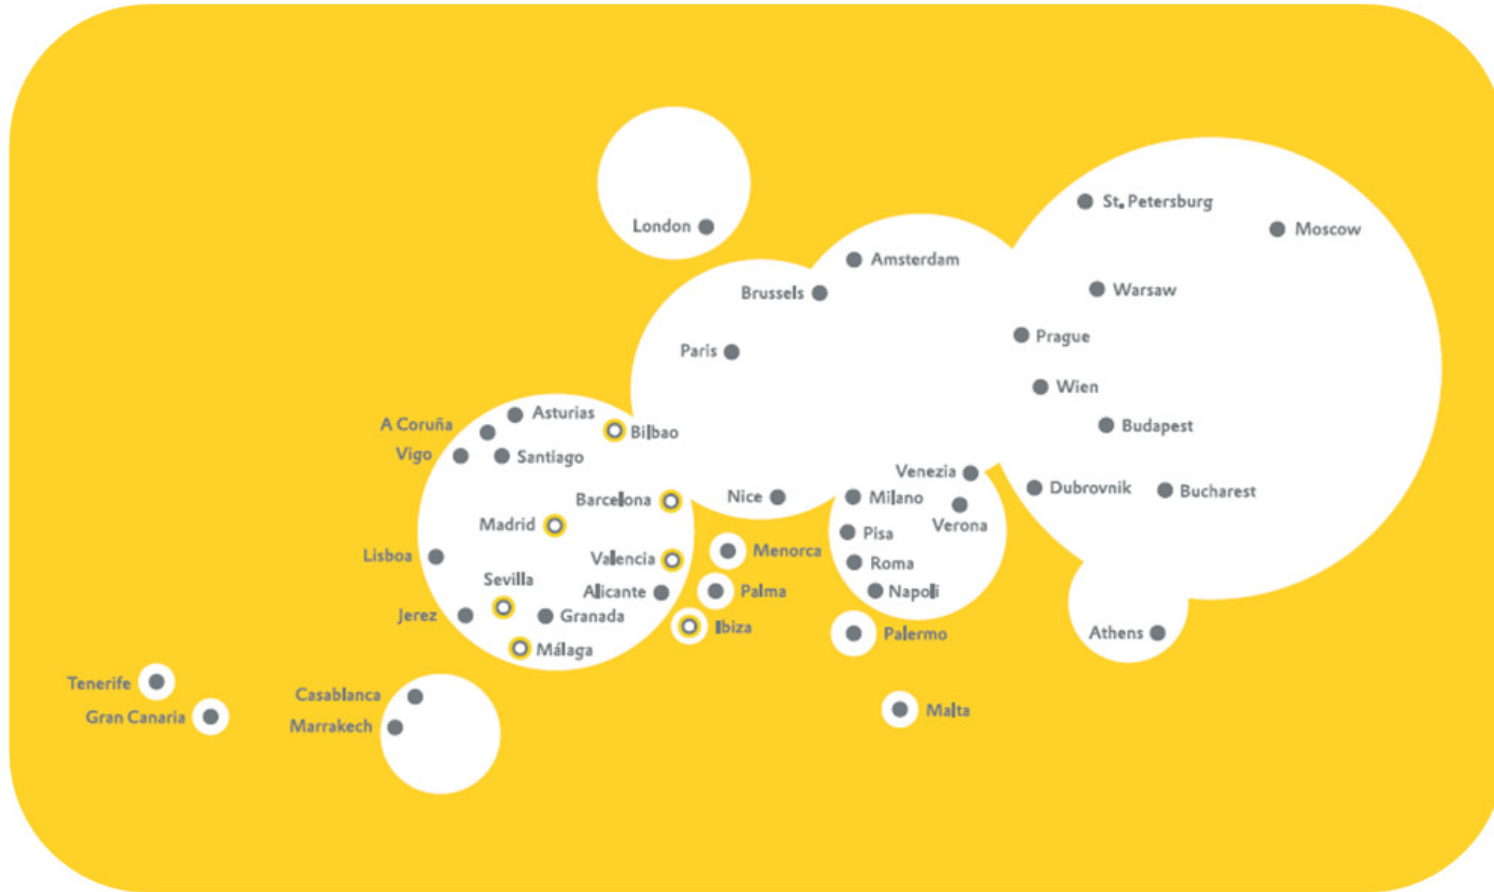 St. Petersburg
Moscow
London
Amsterdam
Brussels
Warsaw
Prague
Paris
Wien
Asturias
A Coruña
Bilbao
Budapest
Vigo
Santiago
Venezia
Dubrovnik
Bucharest
Barcelona
Nice
Milano
Madrid
Verona
Pisa
Lisboa
Valencia
Menorca
Roma
Sevilla
Alicante
Palma
Napoli
Jerez
Granada
Ibiza
Palermo
Athens
Málaga
Tenerife
Casablanca
Gran Canaria
Marrakech
Malta